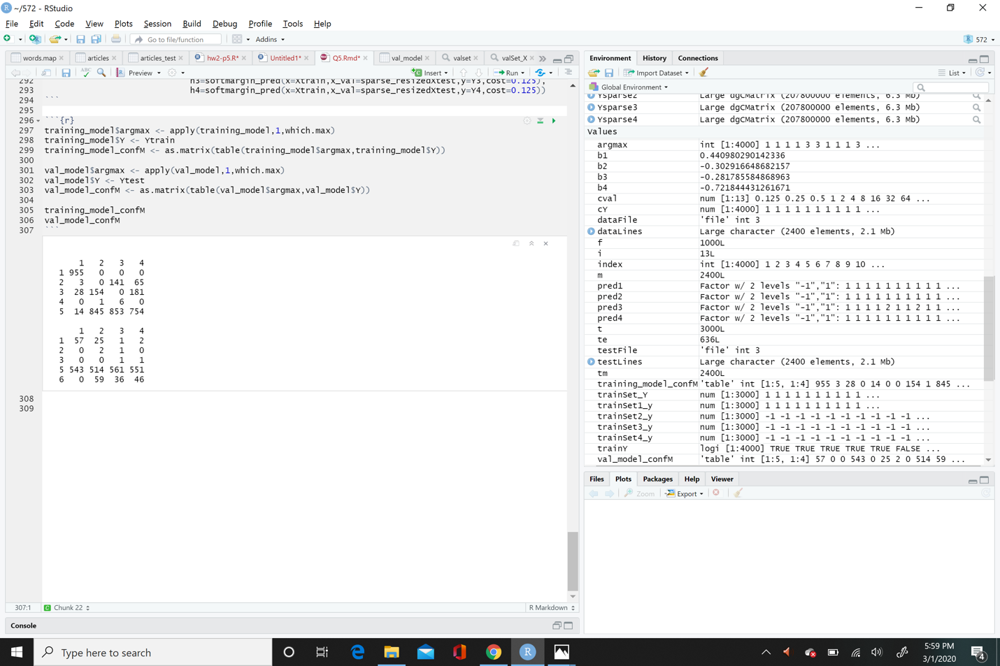 ~/572 - RStudio
File Edit Code View Plots Session Build Debug Profile Tools Help
Go to file/function Addins 572
words.map articles articles_test hw2-p5.R* Untitled1* Q5.Rmd* val_model valset valSet_X
Preview Insert Run
292 h3=softmargin_pred(x=Xtrain,x_val=sparse_resizedXtest,y=Y3,cost=0.125),
293 h4=softmargin_pred(x=Xtrain,x_val=sparse_resizedXtest,y=Y4,cost=0.125))
294 ```
295
296 ```{r}
297 training_model$argmax <- apply(training_model,1,which.max)
298 training_model$Y <- Ytrain
299 training_model_confM <- as.matrix(table(training_model$argmax,training_model$Y))
300
301 val_model$argmax <- apply(val_model,1,which.max)
302 val_model$Y <- Ytest
303 val_model_confM <- as.matrix(table(val_model$argmax,val_model$Y))
304
305 training_model_confM
306 val_model_confM
307 ```
1 2 3 4
1 955 0 0 0
2 3 0 141 65
3 28 154 0 181
4 0 1 6 0
5 14 845 853 754
1 2 3 4
1 57 25 1 2
2 0 2 1 0
3 0 0 1 1
5 543 514 561 551
6 0 59 36 46
308
309
307:1 Chunk 22 R Markdown
Console
Environment History Connections
Import Dataset List
Global Environment
Ysparse2 Large dgCMatrix (207800000 elements, 6.3 Mb)
Ysparse3 Large dgCMatrix (207800000 elements, 6.3 Mb)
Ysparse4 Large dgCMatrix (207800000 elements, 6.3 Mb)
Values
argmax int [1:4000] 1 1 1 1 3 3 1 1 1 3 ...
b1 0.440980290142336
b2 -0.302916648682157
b3 -0.281785584868963
b4 -0.721844431261671
cval num [1:13] 0.125 0.25 0.5 1 2 4 8 16 32 64 ...
cY num [1:4000] 1 1 1 1 1 1 1 1 1 1 ...
dataFile 'file' int 3
dataLines Large character (2400 elements, 2.1 Mb)
f 1000L
i 13L
index int [1:4000] 1 2 3 4 5 6 7 8 9 10 ...
m 2400L
pred1 Factor w/ 2 levels "-1","1": 1 1 1 1 1 1 1 1 1 1 ...
pred2 Factor w/ 2 levels "-1","1": 1 1 1 1 1 1 1 1 1 1 ...
pred3 Factor w/ 2 levels "-1","1": 1 1 1 1 2 1 1 2 1 1 ...
pred4 Factor w/ 2 levels "-1","1": 1 1 1 1 1 1 1 1 1 1 ...
t 3000L
te 636L
testFile 'file' int 3
testLines Large character (2400 elements, 2.1 Mb)
tm 2400L
training_model_confM 'table' int [1:5, 1:4] 955 3 28 0 14 0 0 154 1 845 ...
trainSet_Y num [1:3000] 1 1 1 1 1 1 1 1 1 1 ...
trainSet1_y num [1:3000] 1 1 1 1 1 1 1 1 1 1 ...
trainSet2_y num [1:3000] -1 -1 -1 -1 -1 -1 -1 -1 -1 -1 ...
trainSet3_y num [1:3000] -1 -1 -1 -1 -1 -1 -1 -1 -1 -1 ...
trainSet4_y num [1:3000] -1 -1 -1 -1 -1 -1 -1 -1 -1 -1 ...
trainY logi [1:4000] TRUE TRUE TRUE TRUE TRUE FALSE ...
val_model_confM 'table' int [1:5, 1:4] 57 0 0 543 0 25 2 0 514 59 ...
Files Plots Packages Help Viewer
Zoom Export
Type here to search
5:59 PM
3/1/2020
4